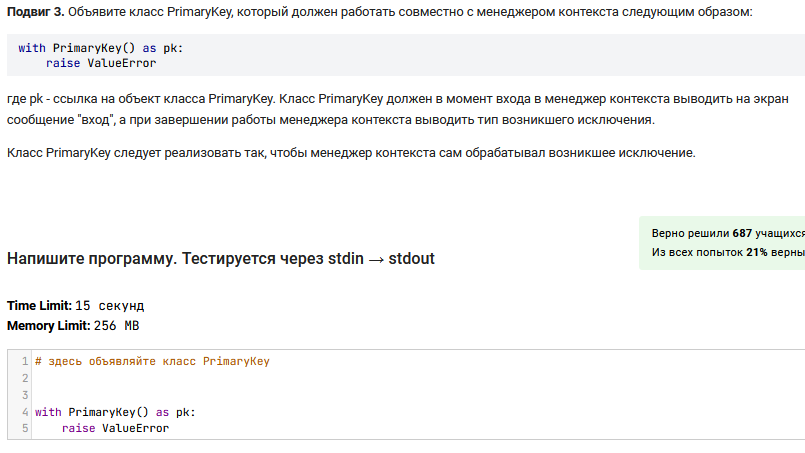 Подвиг 3. Объявите класс PrimaryKey, который должен работать совместно с менеджером контекста следующим образом:
with PrimaryKey() as pk:
    raise ValueError
где pk - ссылка на объект класса PrimaryKey. Класс PrimaryKey должен в момент входа в менеджер контекста выводить на экран
сообщение "вход", а при завершении работы менеджера контекста выводить тип возникшего исключения.
Класс PrimaryKey следует реализовать так, чтобы менеджер контекста сам обрабатывал возникшее исключение.
Верно решили 687 учащихся
Из всех попыток 21% верны
Напишите программу. Тестируется через stdin → stdout
Time Limit: 15 секунд
Memory Limit: 256 MB
1 # здесь объявляйте класс PrimaryKey
2
3
4 with PrimaryKey() as pk:
5     raise ValueError